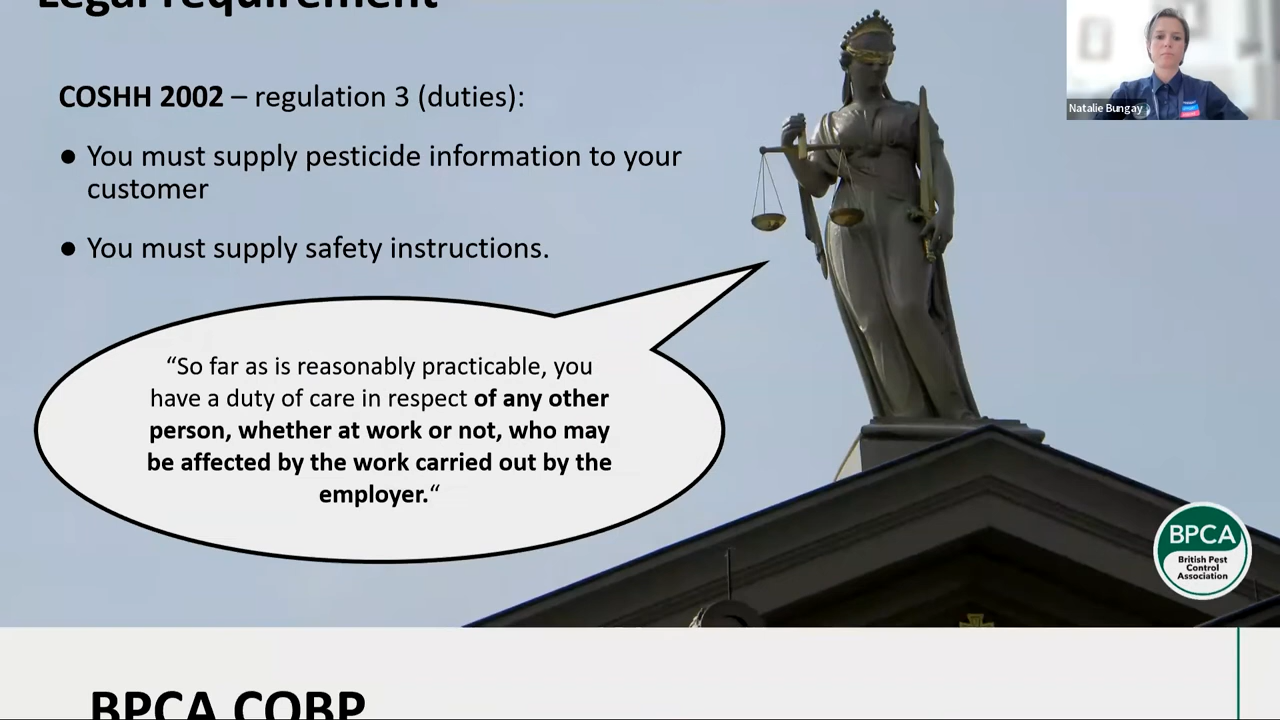 Legal requirement
Natalie Bungay
COSHH 2002 – regulation 3 (duties):
● You must supply pesticide information to your
customer
● You must supply safety instructions.
“So far as is reasonably practicable, you
have a duty of care in respect of any other
person, whether at work or not, who may
be affected by the work carried out by the
employer.“
BPCA
British Pest
Control
Association
BPCA COBP